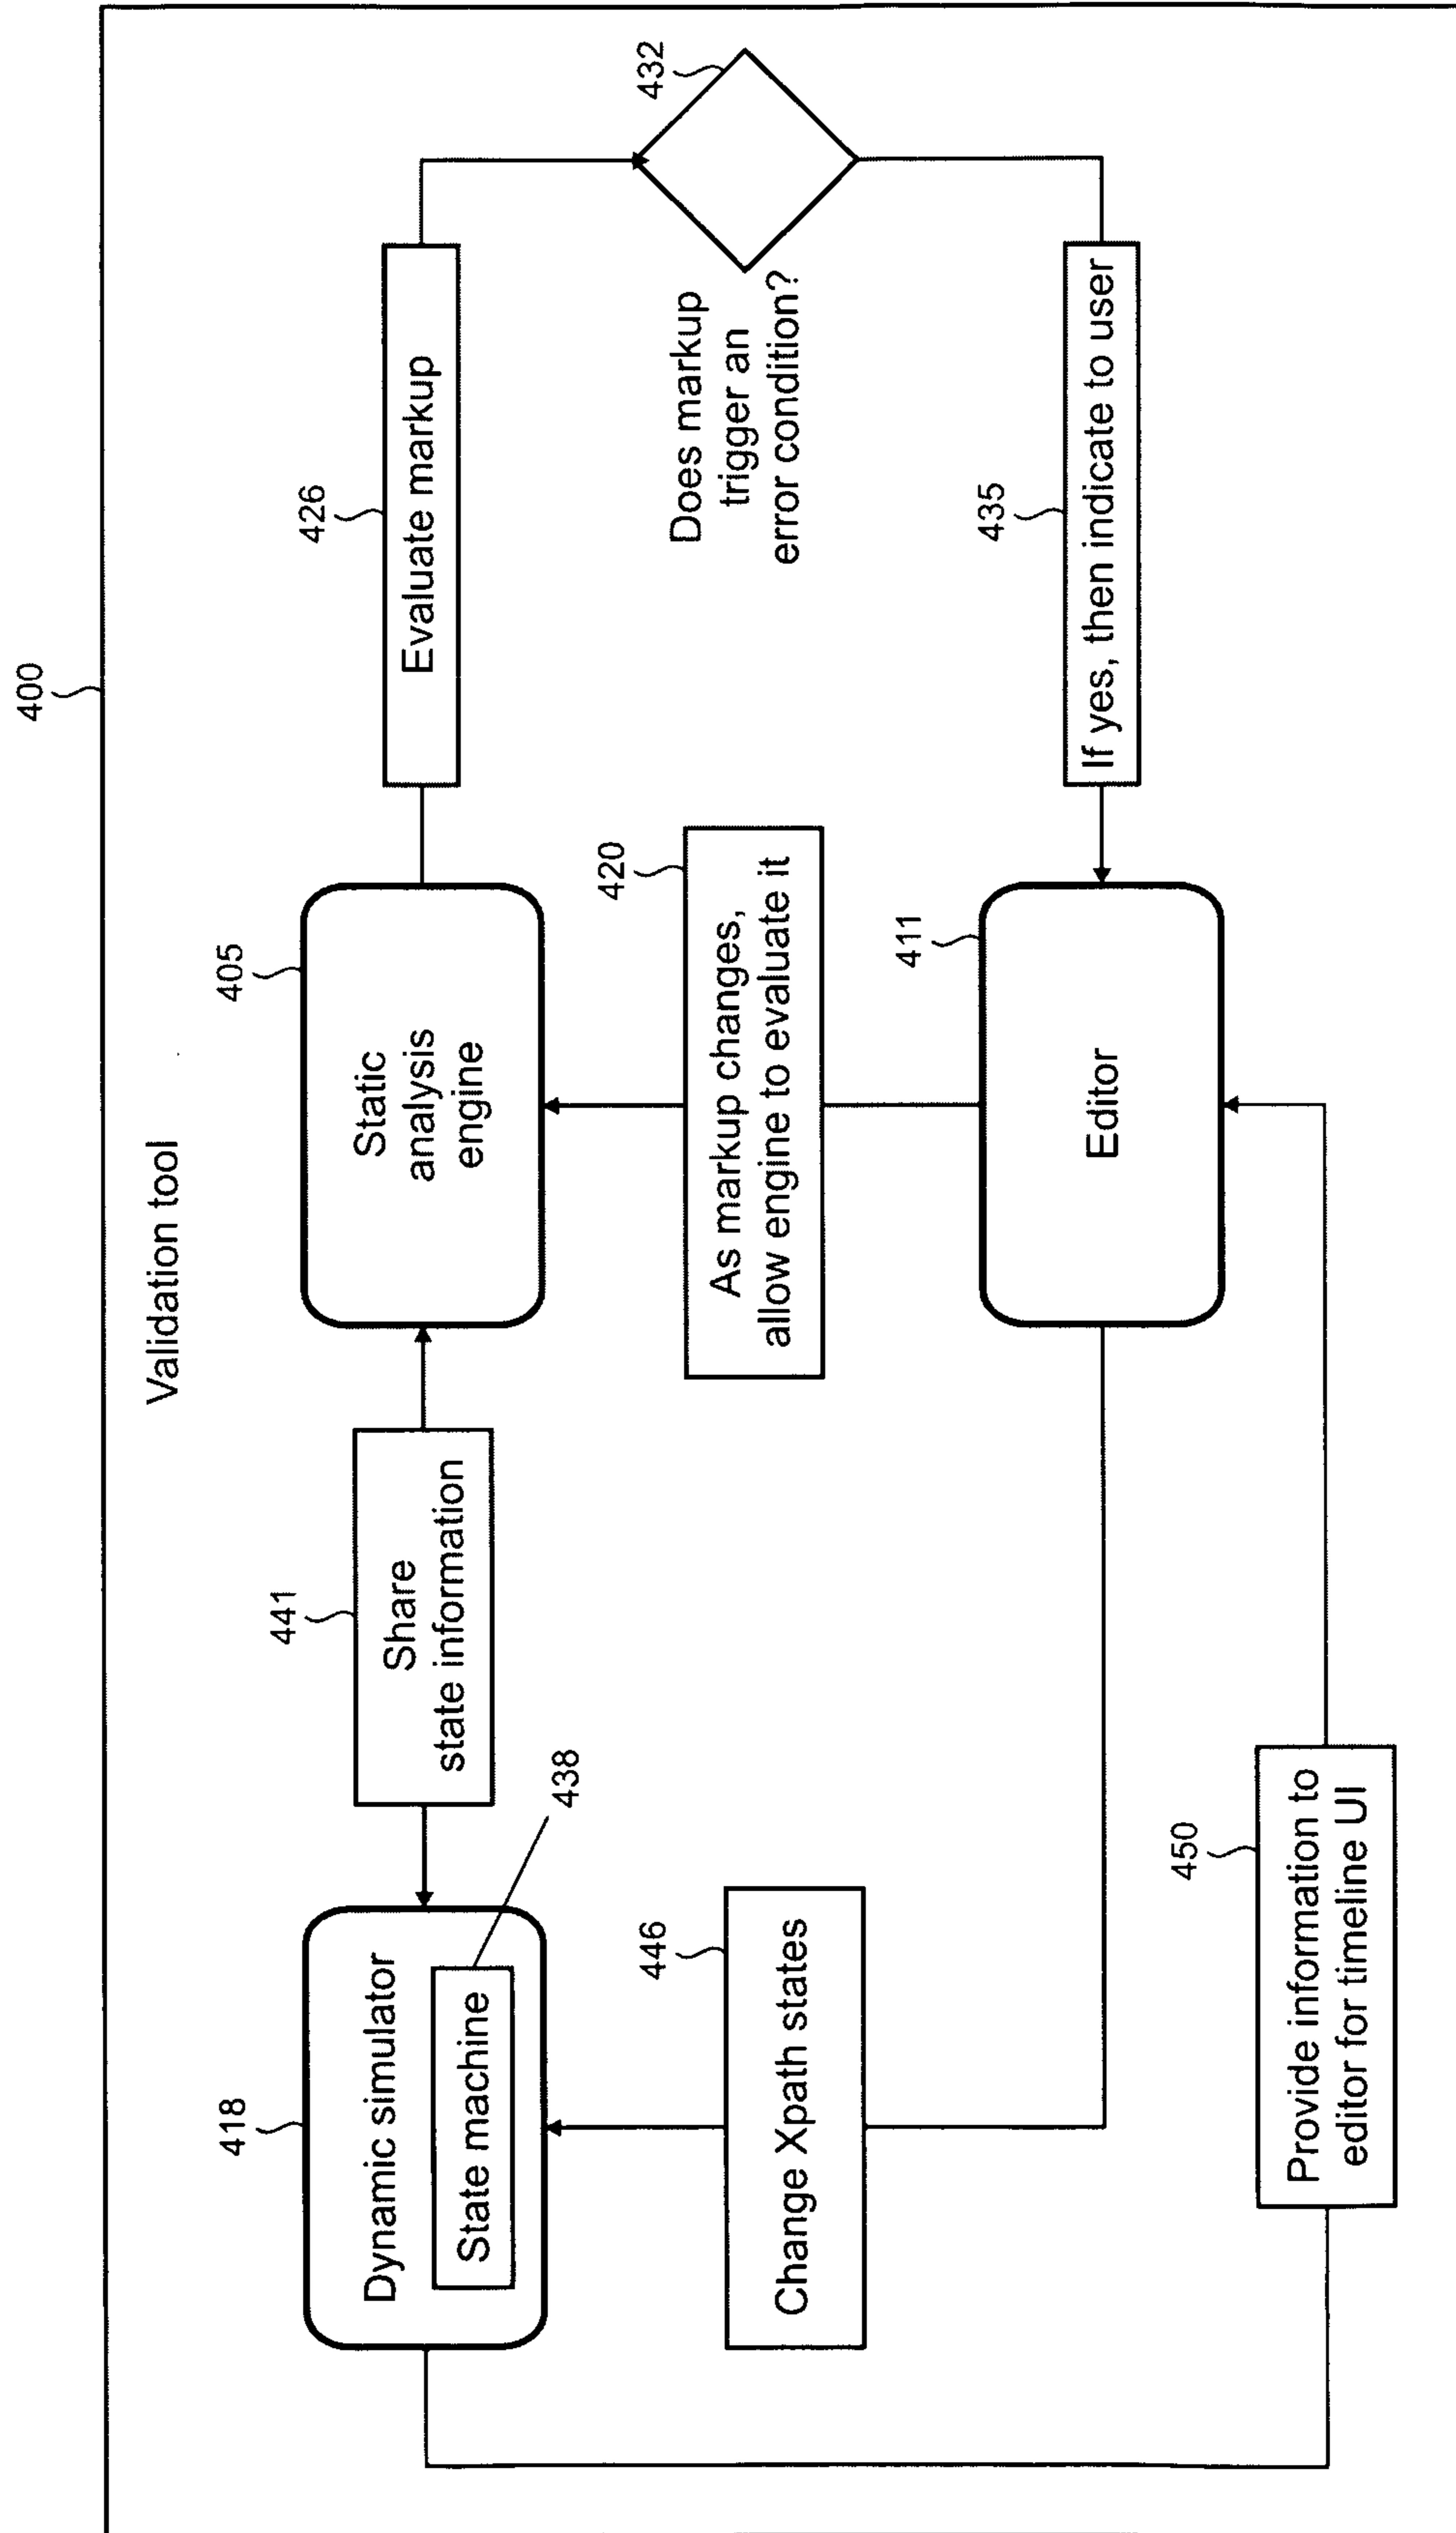 400
Validation tool
418
Dynamic simulator
State machine
438
441
Share
state information
405
Static
analysis
engine
426
Evaluate markup
432
Does markup
trigger an
error condition?
446
Change Xpath states
420
As markup changes,
allow engine to evaluate it
411
Editor
435
If yes, then indicate to user
450
Provide information to
editor for timeline UI